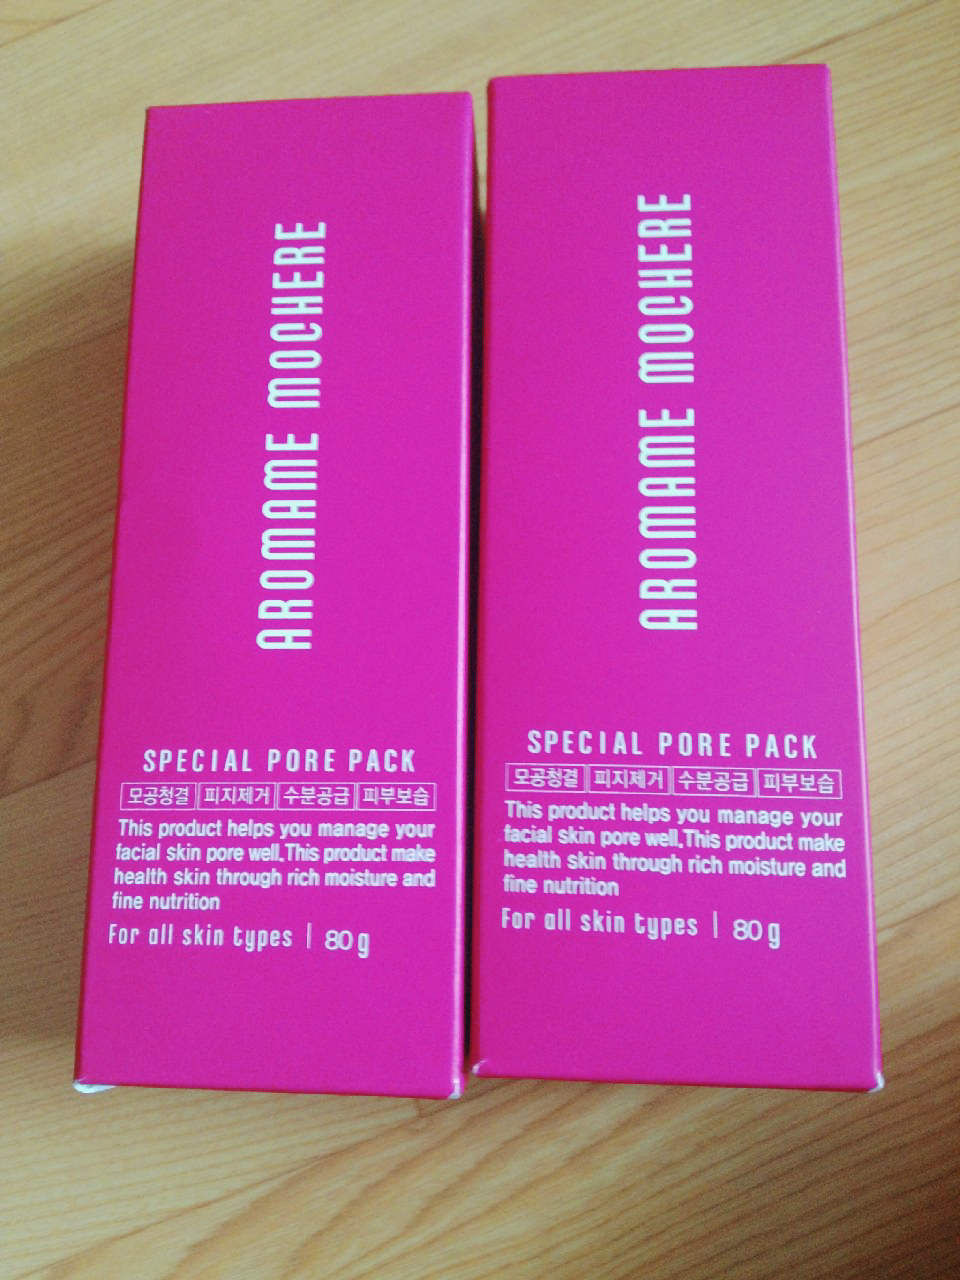 AROMAME MOCHERE
SPECIAL PORE PACK
모공청결 피지제거 수분공급 피부보습
This product helps you manage your
facial skin pore well.This product make
health skin through rich moisture and
fine nutrition
For all skin types | 80g
AROMAME MOCHERE
SPECIAL PORE PACK
모공청결 피지제거 수분공급 피부보습
This product helps you manage your
facial skin pore well.This product make
health skin through rich moisture and
fine nutrition
For all skin types | 80g